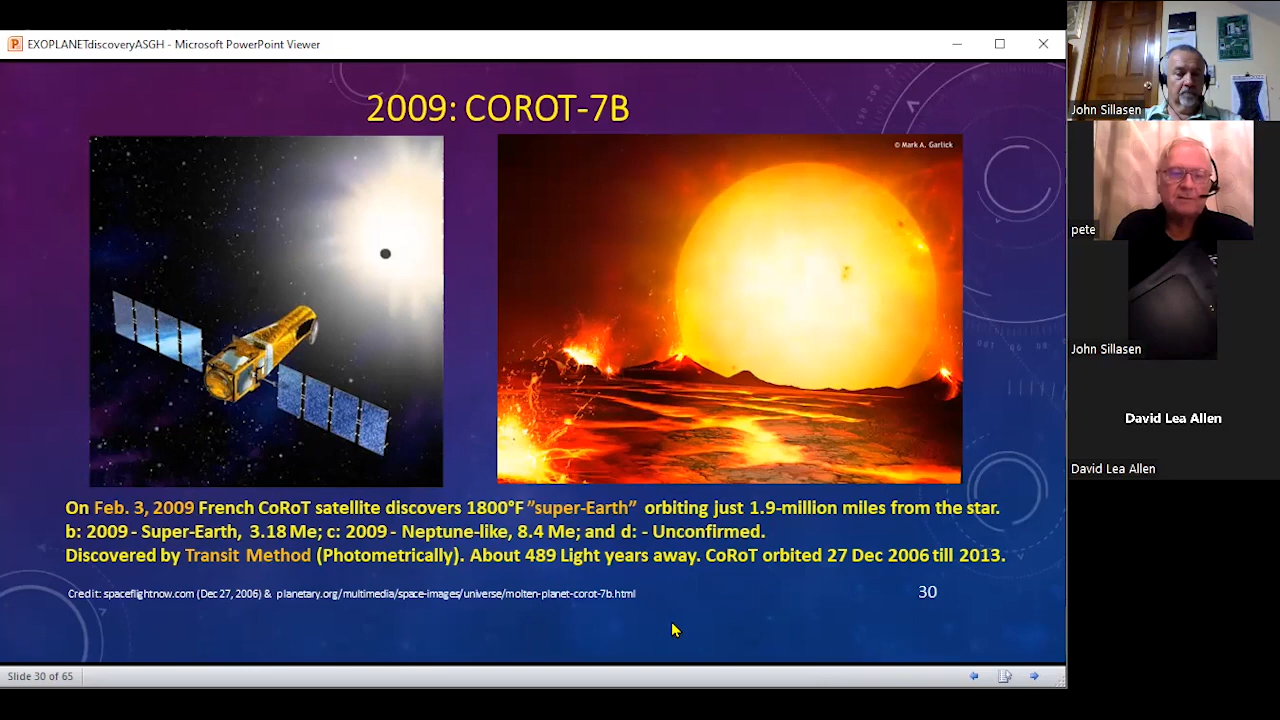 EXOPLANETdiscoveryASGH - Microsoft PowerPoint Viewer
2009: COROT-7B
© Mark A. Garlick
On Feb. 3, 2009 French CoRoT satellite discovers 1800°F ”super-Earth” orbiting just 1.9-million miles from the star.
b: 2009 - Super-Earth, 3.18 Me; c: 2009 - Neptune-like, 8.4 Me; and d: - Unconfirmed.
Discovered by Transit Method (Photometrically). About 489 Light years away. CoRoT orbited 27 Dec 2006 till 2013.
Credit: spaceflightnow.com (Dec 27, 2006) & planetary.org/multimedia/space-images/universe/molten-planet-corot-7b.html
30
Slide 30 of 65
John Sillasen
pete
John Sillasen
David Lea Allen
David Lea Allen